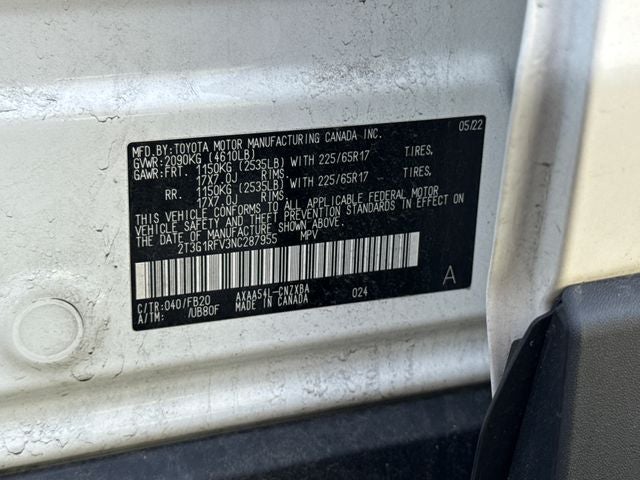 MFD.BY:TOYOTA MOTOR MANUFACTURING CANADA INC. 05/22
GVWR:2090KG (4610LB)
GAWR:FRT. 1150KG (2535LB) WITH 225/65R17 TIRES,
17X7.0J RIMS
RR. 1150KG (2535LB) WITH 225/65R17 TIRES,
17X7.0J RIMS
THIS VEHICLE CONFORMS TO ALL APPLICABLE FEDERAL MOTOR
VEHICLE SAFETY AND THEFT PREVENTION STANDARDS IN
EFFECT ON THE DATE OF MANUFACTURE SHOWN ABOVE.
2T3G1RFV3NC287955 MPV
A
C/TR:040/FB20 AXAA54L-CNZXBA 024
A/TM: /UB80F MADE IN CANADA